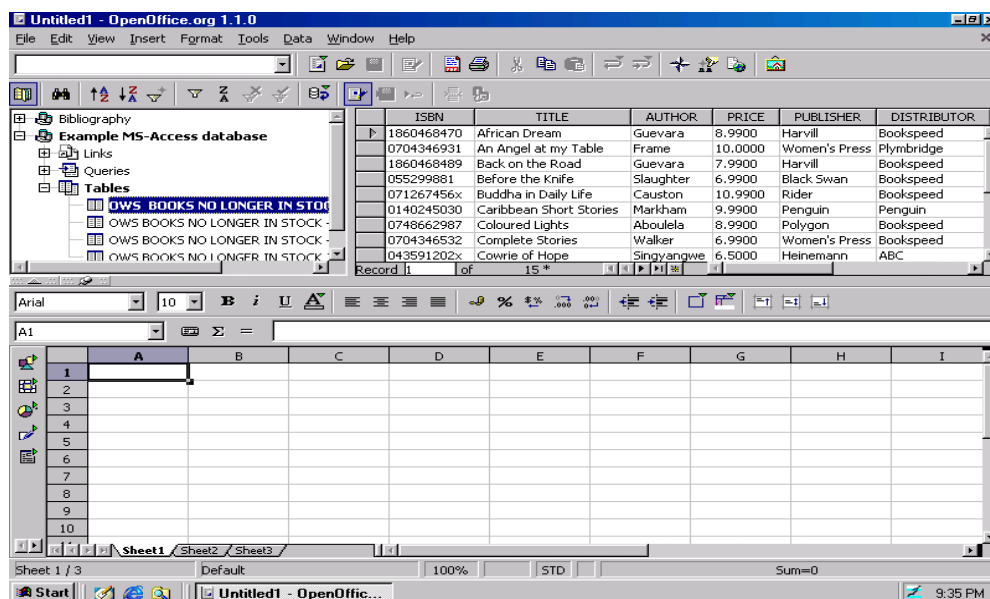 Untitled1 - OpenOffice.org 1.1.0
File Edit View Insert Format Tools Data Window Help
Bibliography
Example MS-Access database
Links
Queries
Tables
OWS BOOKS NO LONGER IN STOC
OWS BOOKS NO LONGER IN STOCK -
OWS BOOKS NO LONGER IN STOCK
ISBN TITLE AUTHOR PRICE PUBLISHER DISTRIBUTOR
1860468470 African Dream Guevara 8.9900 Harvill Bookspeed
0704346931 An Angel at my Table Frame 10.0000 Women's Press Plymbridge
1860468489 Back on the Road Guevara 7.9900 Harvill Bookspeed
055299881 Before the Knife Slaughter 6.9900 Black Swan Bookspeed
071267456x Buddha in Daily Life Causton 10.9900 Rider Bookspeed
0140245030 Caribbean Short Stories Markham 9.9900 Penguin Penguin
0748662987 Coloured Lights Aboulela 8.9900 Polygon Bookspeed
0704346532 Complete Stories Walker 6.9900 Women's Press Bookspeed
043591202x Cowrie of Hope Singyangwe 6.5000 Heinemann ABC
Record 1 of 15 *
Arial 10 B i U A
A1 Σ =
A B C D E F G H I
1
2
3
4
5
6
7
8
9
10
Sheet1 Sheet2 Sheet3
Sheet 1 / 3 Default 100% STD Sum=0
Start Untitled1 - OpenOffic... 9:35 PM